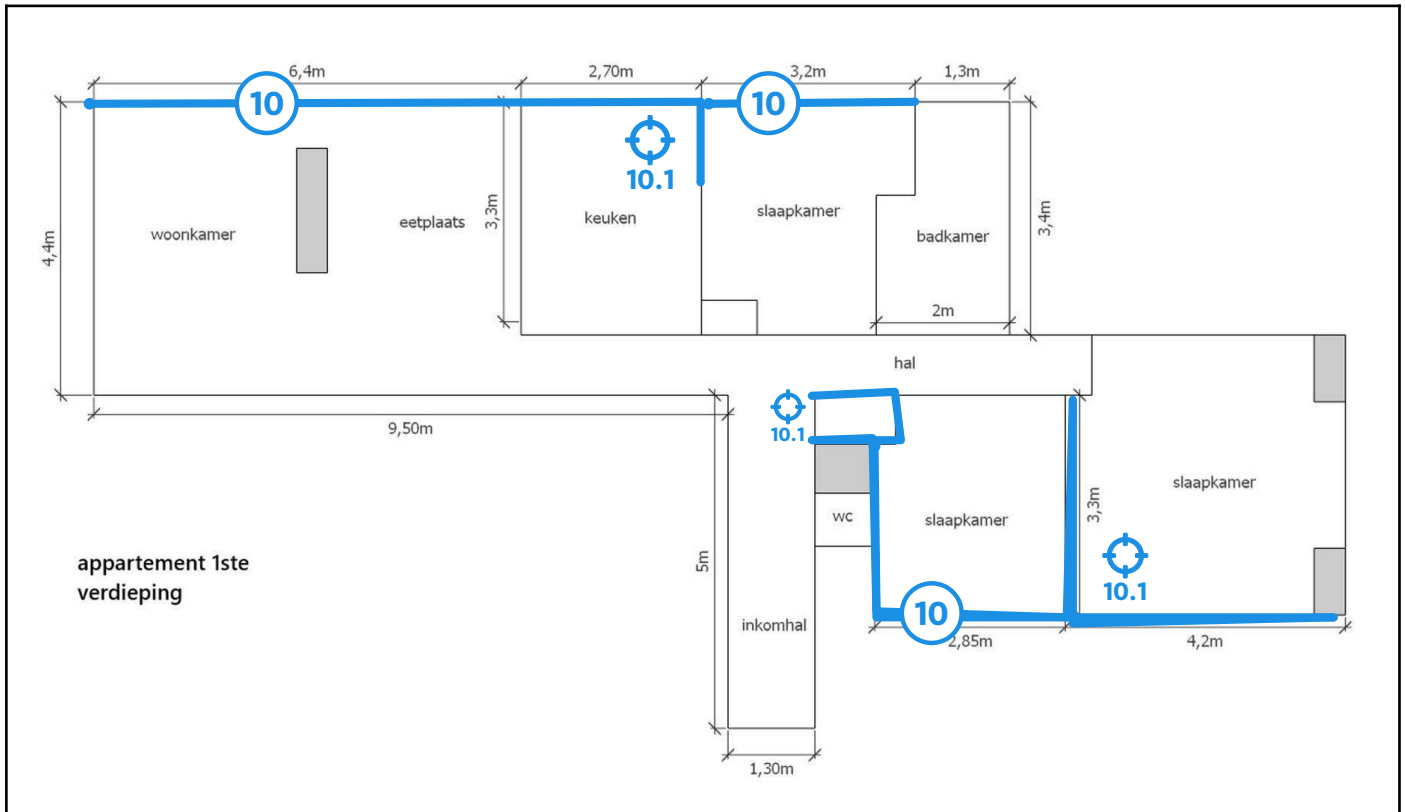 6,4m
2,70m
3,2m
1,3m
10
10
10.1
4,4m
woonkamer
eetplaats
3,3m
keuken
slaapkamer
badkamer
3,4m
2m
hal
10.1
9,50m
slaapkamer
3,3m
wc
slaapkamer
5m
appartement 1ste
verdieping
10.1
10
inkomhal
2,85m
4,2m
1,30m